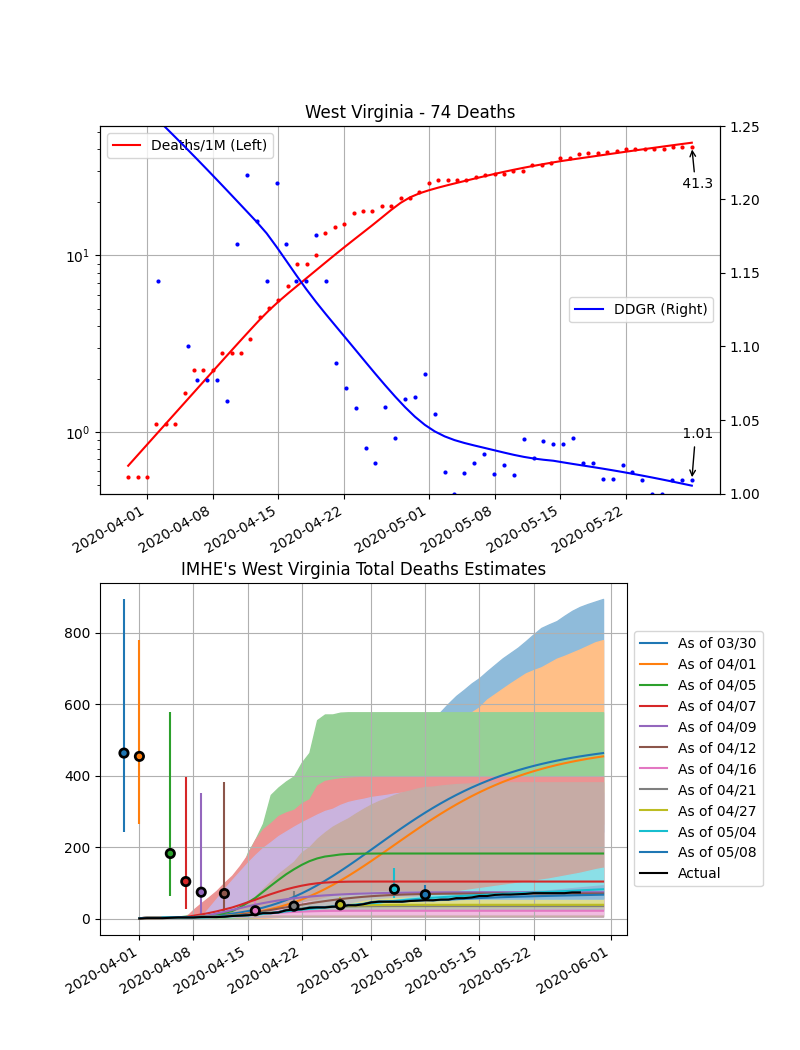 West Virginia - 74 Deaths
Deaths/1M (Left)
DDGR (Right)
41.3
1.01
10^1
10^0
1.25
1.20
1.15
1.10
1.05
1.00
2020-04-01
2020-04-08
2020-04-15
2020-04-22
2020-05-01
2020-05-08
2020-05-15
2020-05-22
IMHE's West Virginia Total Deaths Estimates
800
600
400
200
0
2020-04-01
2020-04-08
2020-04-15
2020-04-22
2020-05-01
2020-05-08
2020-05-15
2020-05-22
2020-06-01
As of 03/30
As of 04/01
As of 04/05
As of 04/07
As of 04/09
As of 04/12
As of 04/16
As of 04/21
As of 04/27
As of 05/04
As of 05/08
Actual